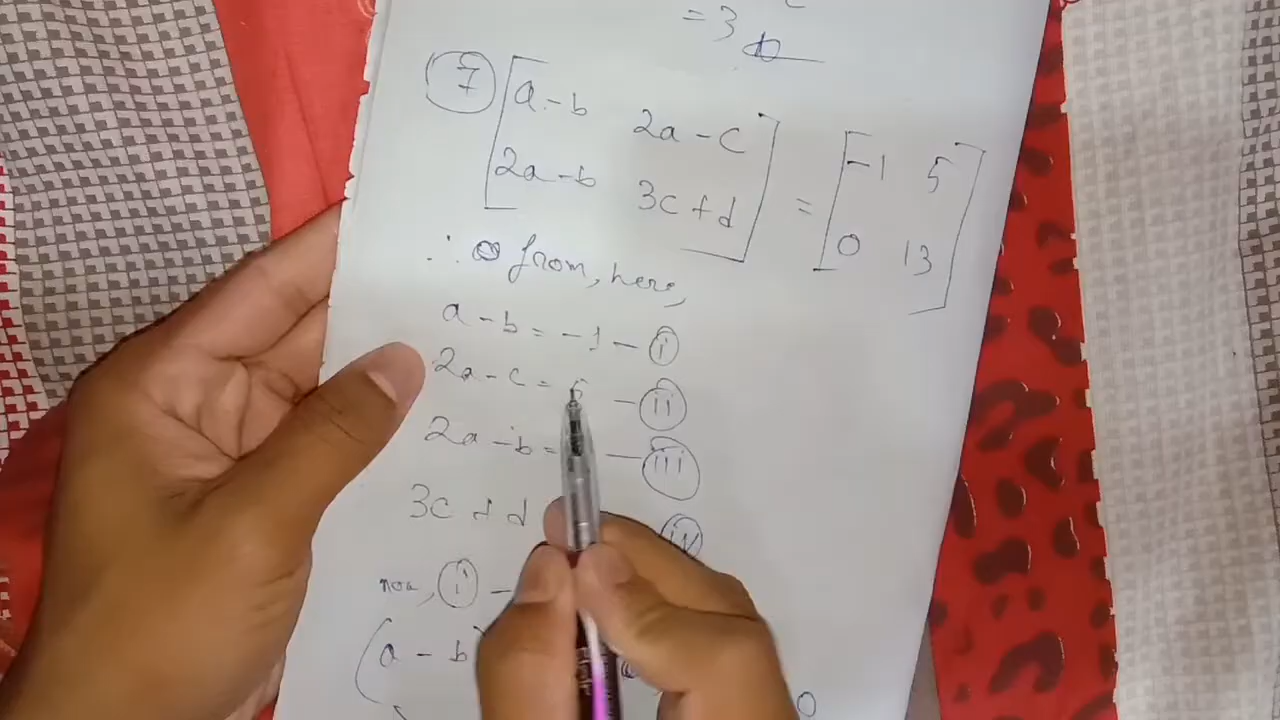 = 3
7 [a - b 2a - c] = [-1 5]
[2a - b 3c + d] [0 13]
∴ from, here,
a - b = -1 - (i)
2a - c = 5 - (ii)
2a - b = - (iii)
3c + d (iv)
now, (i) -
(a - b)
0